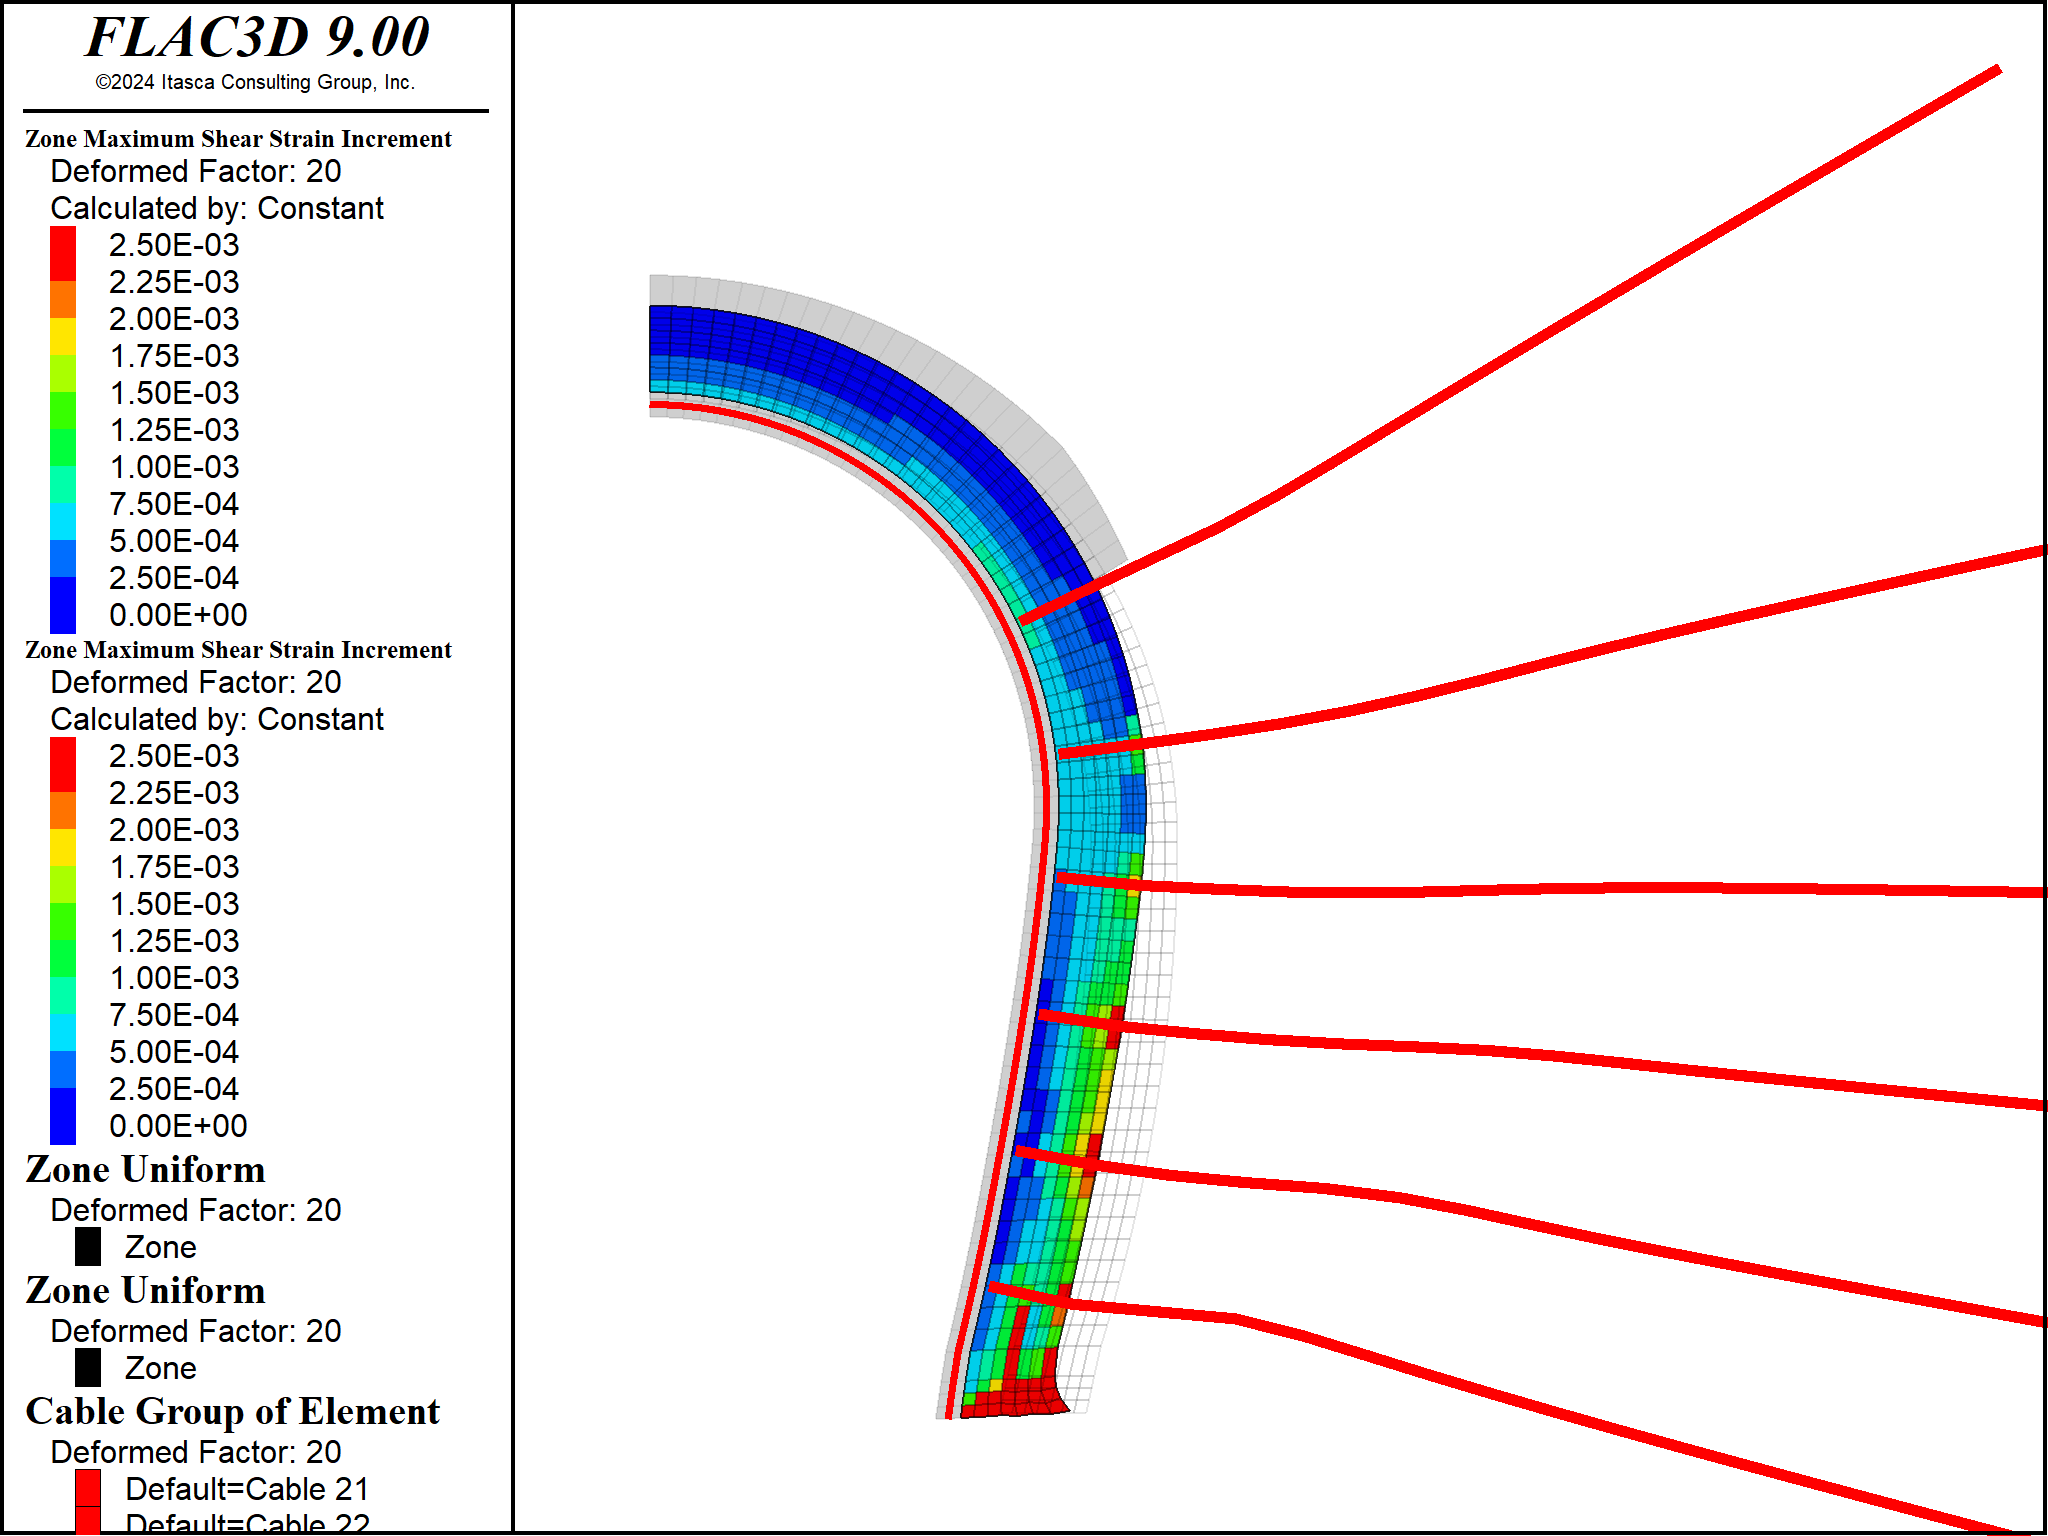 FLAC3D 9.00
©2024 Itasca Consulting Group, Inc.
Zone Maximum Shear Strain Increment
Deformed Factor: 20
Calculated by: Constant
2.50E-03
2.25E-03
2.00E-03
1.75E-03
1.50E-03
1.25E-03
1.00E-03
7.50E-04
5.00E-04
2.50E-04
0.00E+00
Zone Maximum Shear Strain Increment
Deformed Factor: 20
Calculated by: Constant
2.50E-03
2.25E-03
2.00E-03
1.75E-03
1.50E-03
1.25E-03
1.00E-03
7.50E-04
5.00E-04
2.50E-04
0.00E+00
Zone Uniform
Deformed Factor: 20
Zone
Zone Uniform
Deformed Factor: 20
Zone
Cable Group of Element
Deformed Factor: 20
Default=Cable 21
Default=Cable 22